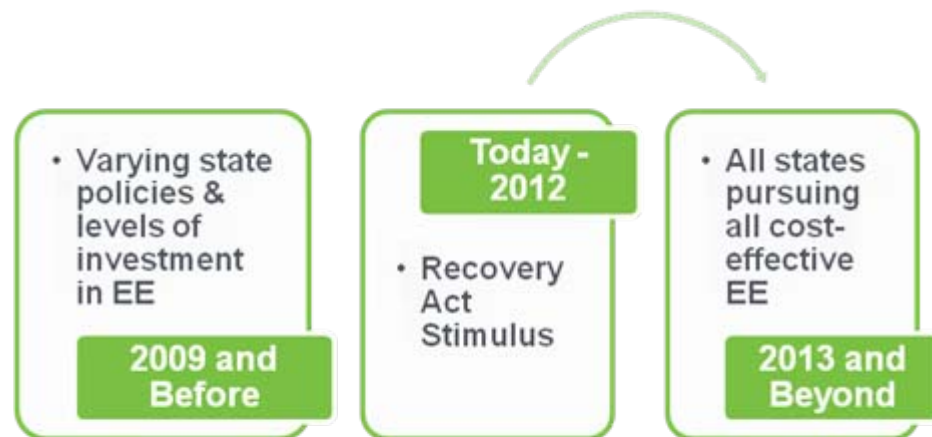 • Varying state
policies &
levels of
investment
in EE
2009 and
Before
Today -
2012
• Recovery
Act
Stimulus
• All states
pursuing
all cost-
effective
EE
2013 and
Beyond